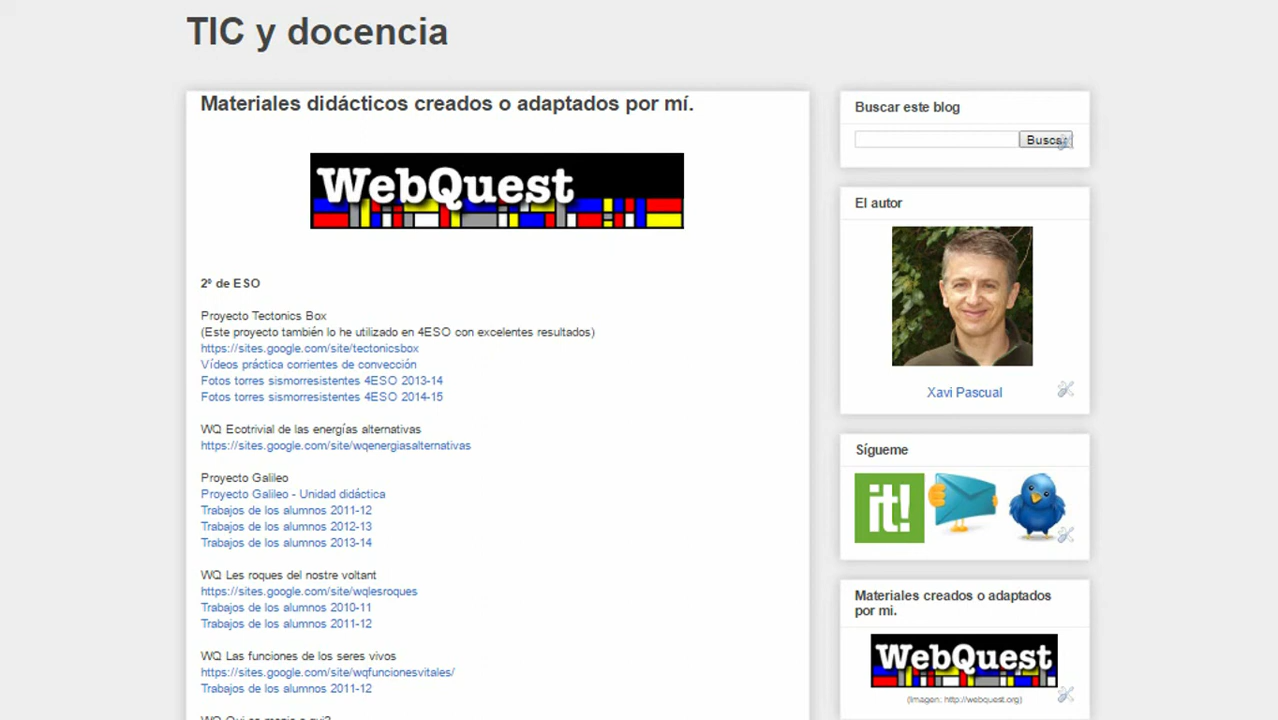 TIC y docencia
Materiales didácticos creados o adaptados por mí.
WebQuest
2º de ESO
Proyecto Tectonics Box
(Este proyecto también lo he utilizado en 4ESO con excelentes resultados)
https://sites.google.com/site/tectonicsbox
Vídeos práctica corrientes de convección
Fotos torres sismorresistentes 4ESO 2013-14
Fotos torres sismorresistentes 4ESO 2014-15
WQ Ecotrivial de las energías alternativas
https://sites.google.com/site/wqenergiasalternativas
Proyecto Galileo
Proyecto Galileo - Unidad didáctica
Trabajos de los alumnos 2011-12
Trabajos de los alumnos 2012-13
Trabajos de los alumnos 2013-14
WQ Les roques del nostre voltant
https://sites.google.com/site/wqlesroques
Trabajos de los alumnos 2010-11
Trabajos de los alumnos 2011-12
WQ Las funciones de los seres vivos
https://sites.google.com/site/wqfuncionesvitales/
Trabajos de los alumnos 2011-12
Buscar este blog
Buscar
El autor
Xavi Pascual
Sígueme
it!
Materiales creados o adaptados
por mi.
WebQuest
(Imagen: http://webquest.org)